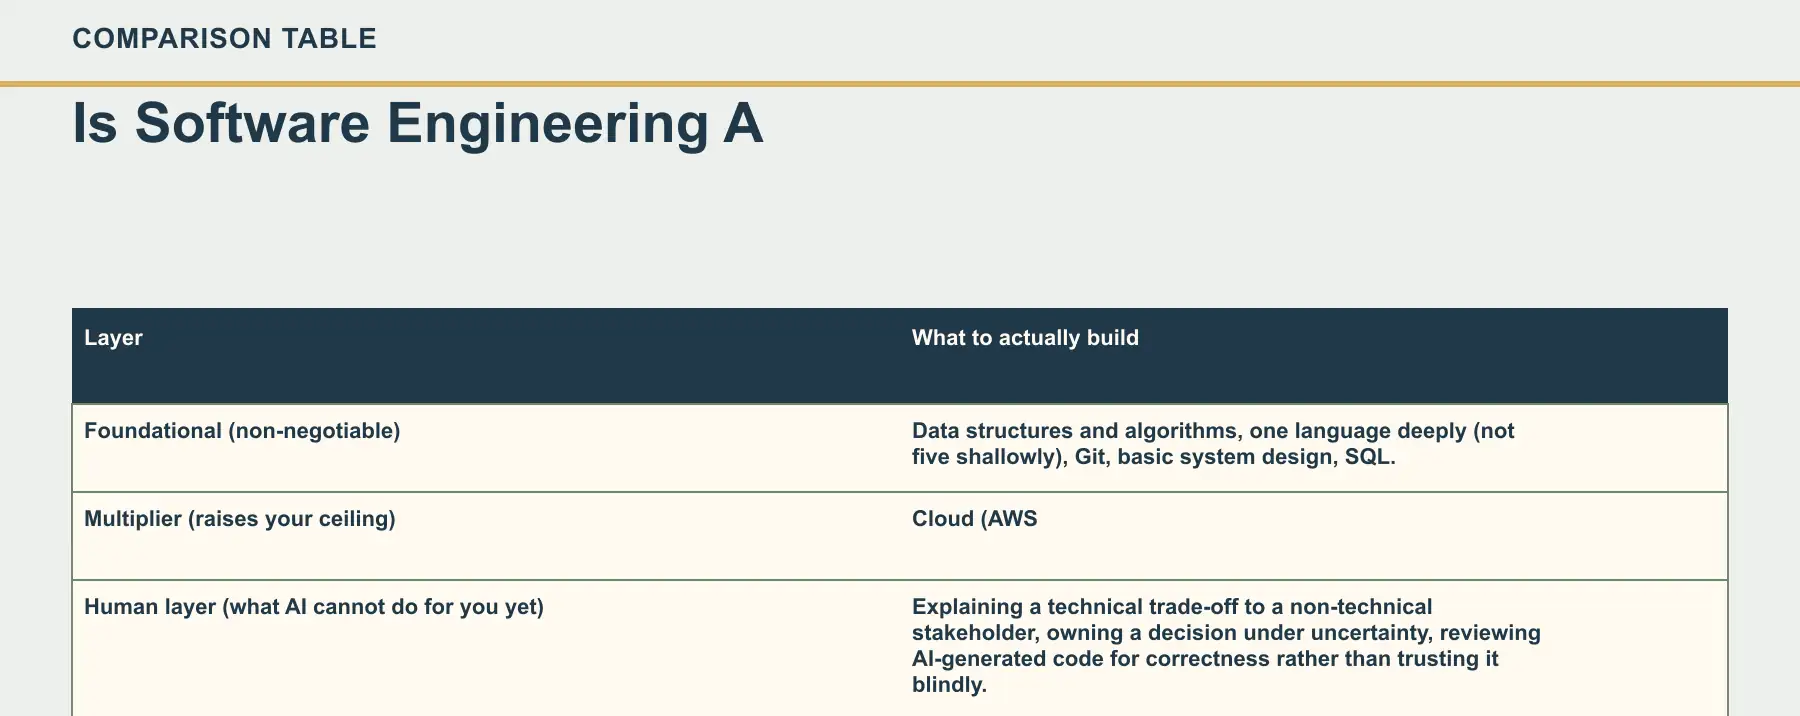 COMPARISON TABLE
Is Software Engineering A
Layer
What to actually build
Foundational (non-negotiable)
Data structures and algorithms, one language deeply (not
five shallowly), Git, basic system design, SQL.
Multiplier (raises your ceiling)
Cloud (AWS
Human layer (what AI cannot do for you yet)
Explaining a technical trade-off to a non-technical
stakeholder, owning a decision under uncertainty, reviewing
AI-generated code for correctness rather than trusting it
blindly.